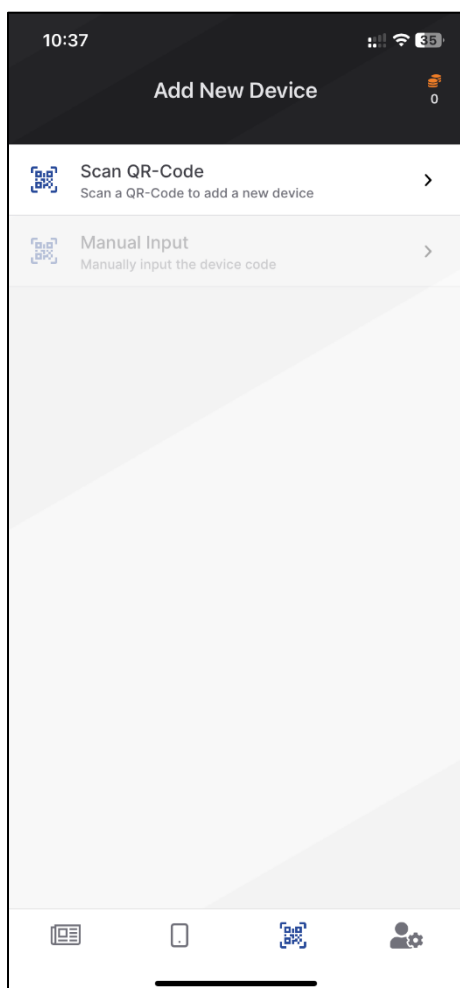 10:37
35
Add New Device
0
Scan QR-Code
Scan a QR-Code to add a new device
Manual Input
Manually input the device code